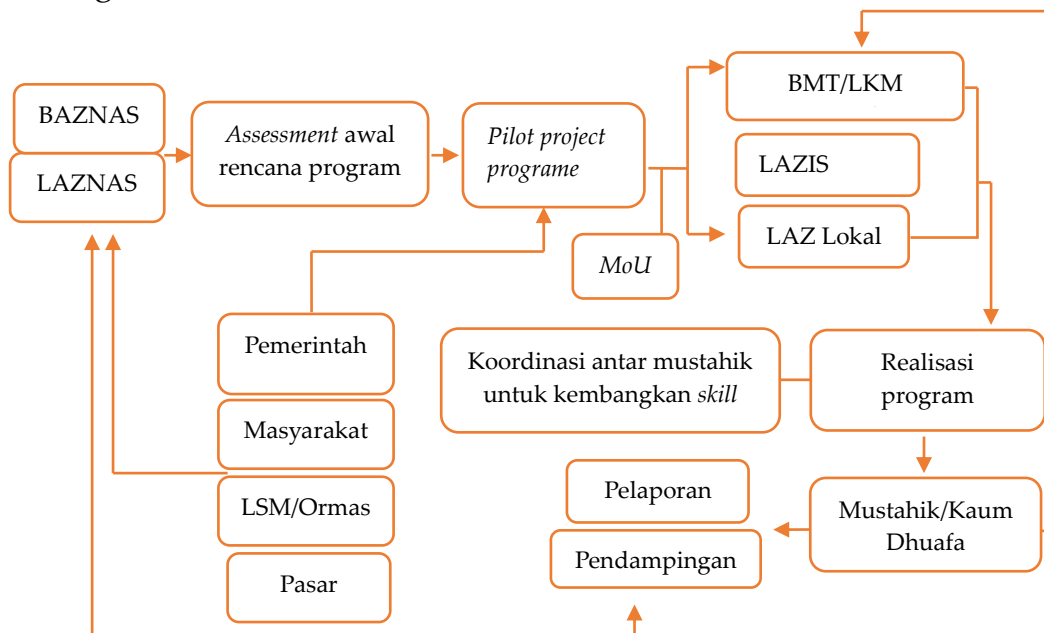 BAZNAS
LAZNAS
Assessment awal
rencana program
Pilot project
programe
MoU
BMT/LKM
LAZIS
LAZ Lokal
Pemerintah
Masyarakat
LSM/Ormas
Pasar
Koordinasi antar mustahik
untuk kembangkan skill
Realisasi
program
Pelaporan
Pendampingan
Mustahik/Kaum
Dhuafa